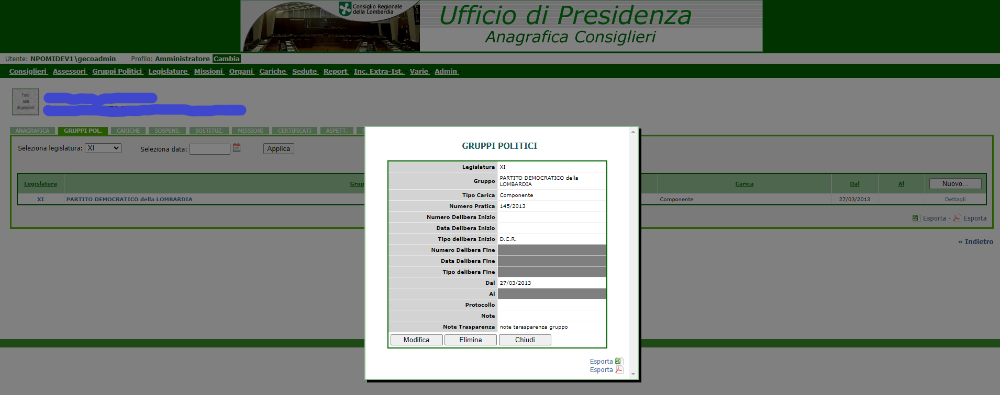 Consiglio Regionale
della Lombardia
Ufficio di Presidenza
Anagrafica Consiglieri
Utente: NPOMIDEV1\gecoadmin Profilo: Amministratore Cambia
Consiglieri Assessori Gruppi Politici Legislature Missioni Organi Cariche Sedute Report Inc. Extra-Ist. Varie Admin
Foto
non
disponibile
ANAGRAFICA GRUPPI POL. CARICHE SOSPENS. SOSTITUZ. MISSIONI CERTIFICATI ASPETT.
Seleziona legislatura: XI Seleziona data: Applica
Legislatura Grup Carica Dal Al Nuovo...
XI PARTITO DEMOCRATICO della LOMBARDIA Componente 27/03/2013 Dettagli
Esporta - Esporta
« Indietro
GRUPPI POLITICI
Legislatura XI
Gruppo PARTITO DEMOCRATICO della
LOMBARDIA
Tipo Carica Componente
Numero Pratica 145/2013
Numero Delibera Inizio
Data Delibera Inizio
Tipo delibera Inizio D.C.R.
Numero Delibera Fine
Data Delibera Fine
Tipo delibera Fine
Dal 27/03/2013
Al
Protocollo
Note
Note Trasparenza note tarasparenza gruppo
Modifica Elimina Chiudi
Esporta
Esporta